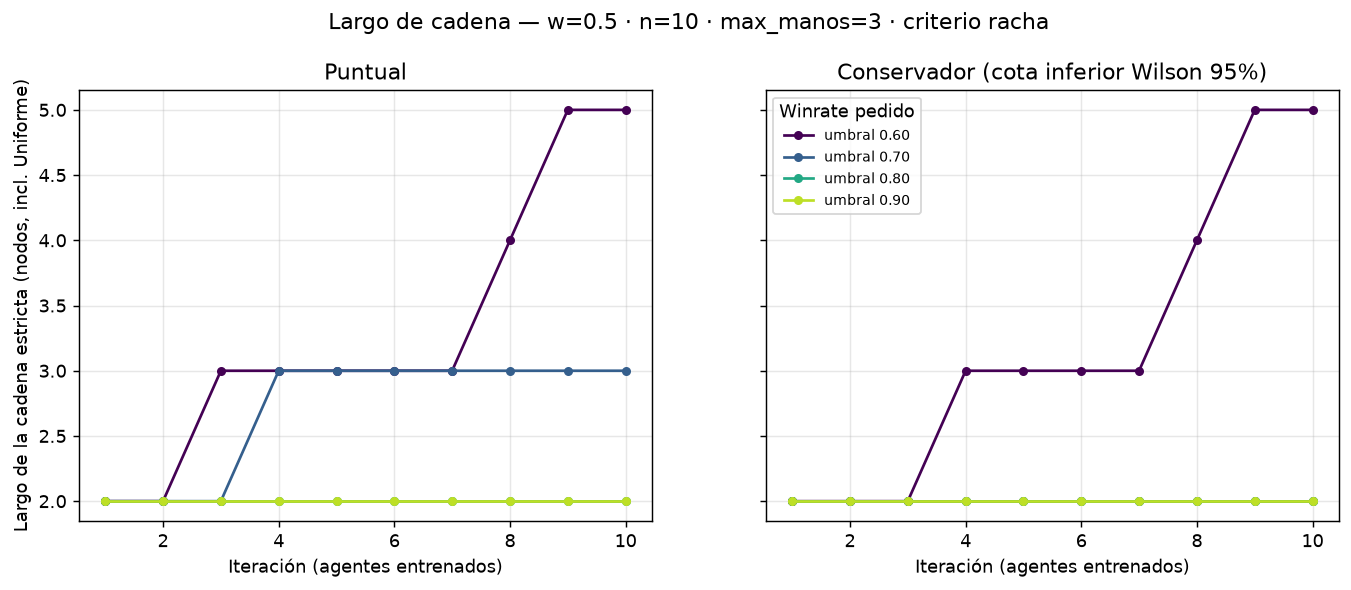 Largo de cadena — w=0.5 · n=10 · max_manos=3 · criterio racha
Puntual
Largo de la cadena estricta (nodos, incl. Uniforme)
5.0
4.5
4.0
3.5
3.0
2.5
2.0
2
4
6
8
10
Iteración (agentes entrenados)
Conservador (cota inferior Wilson 95%)
Winrate pedido
umbral 0.60
umbral 0.70
umbral 0.80
umbral 0.90
2
4
6
8
10
Iteración (agentes entrenados)